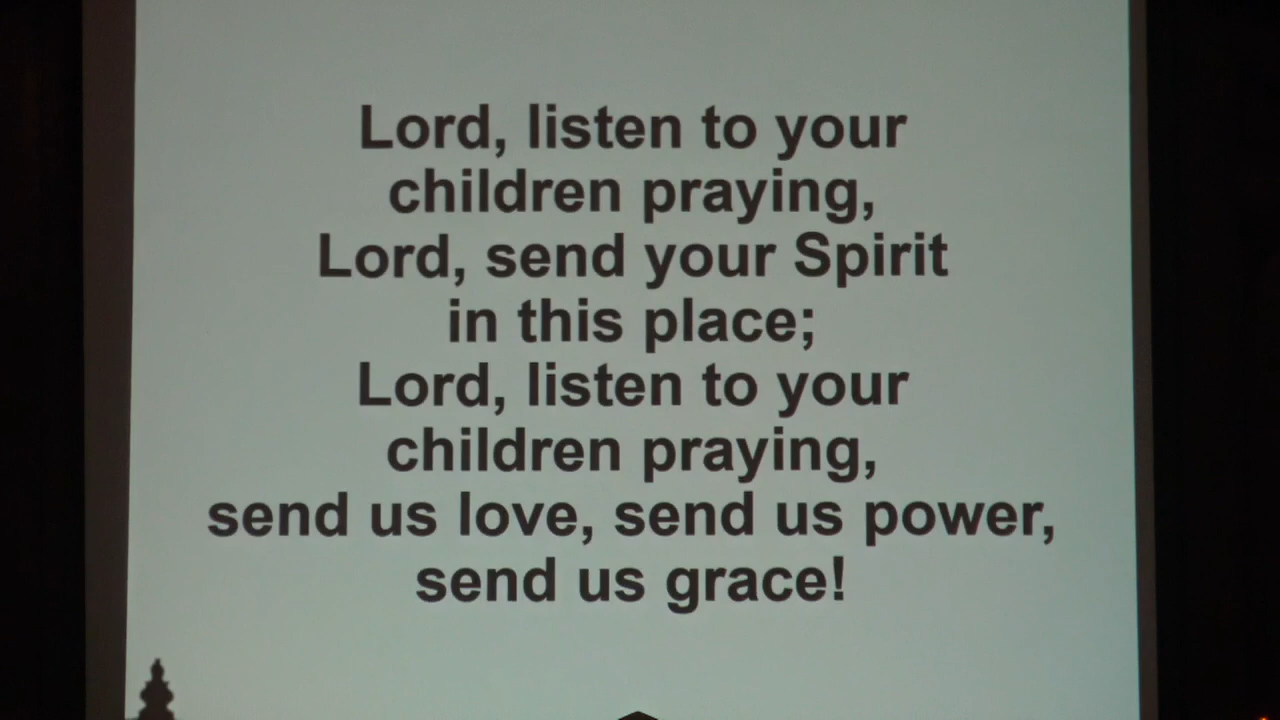 Lord, listen to your
children praying,
Lord, send your Spirit
in this place;
Lord, listen to your
children praying,
send us love, send us power,
send us grace!